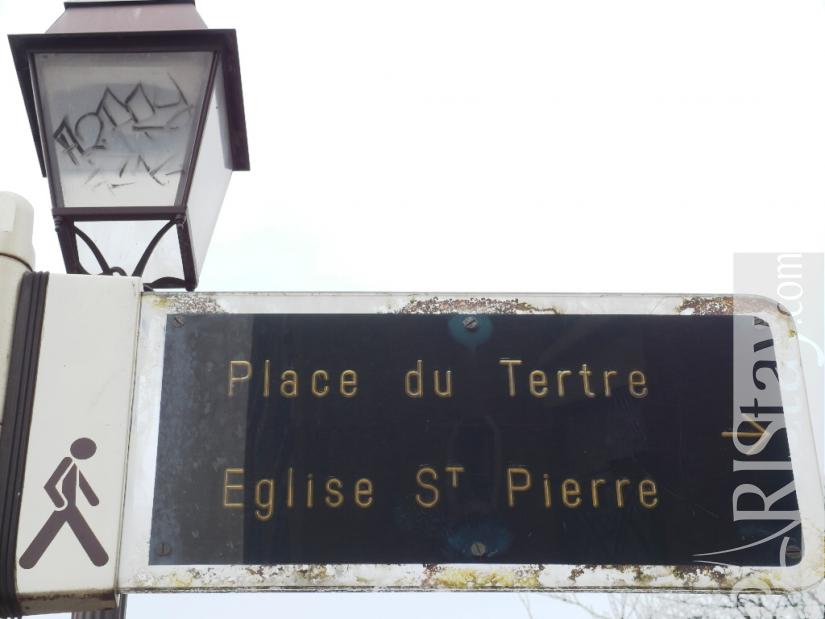 Place du Tertre
Eglise St Pierre
PARISstay.com